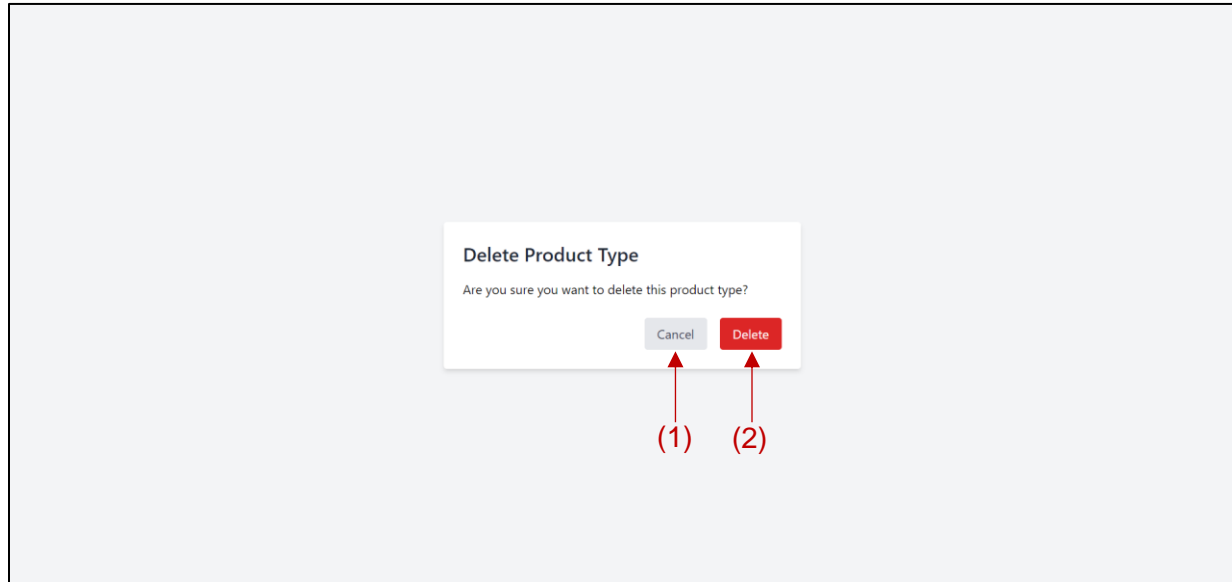 Delete Product Type
Are you sure you want to delete this product type?
Cancel Delete
(1) (2)